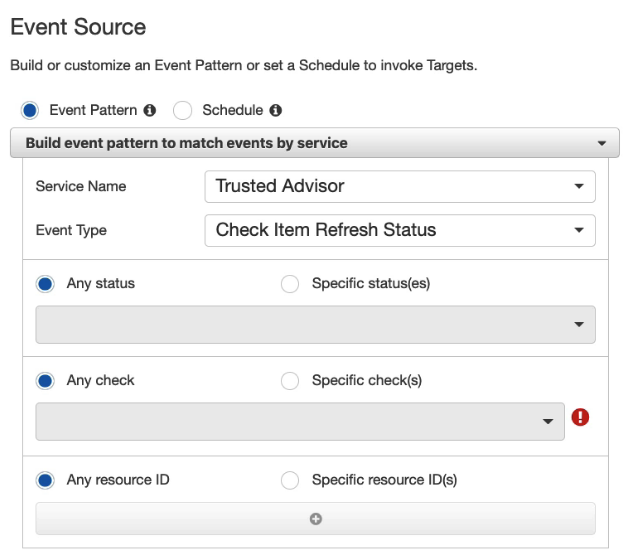 Event Source
Build or customize an Event Pattern or set a Schedule to invoke Targets.
Event Pattern Schedule
Build event pattern to match events by service
Service Name Trusted Advisor
Event Type Check Item Refresh Status
Any status Specific status(es)
Any check Specific check(s)
Any resource ID Specific resource ID(s)